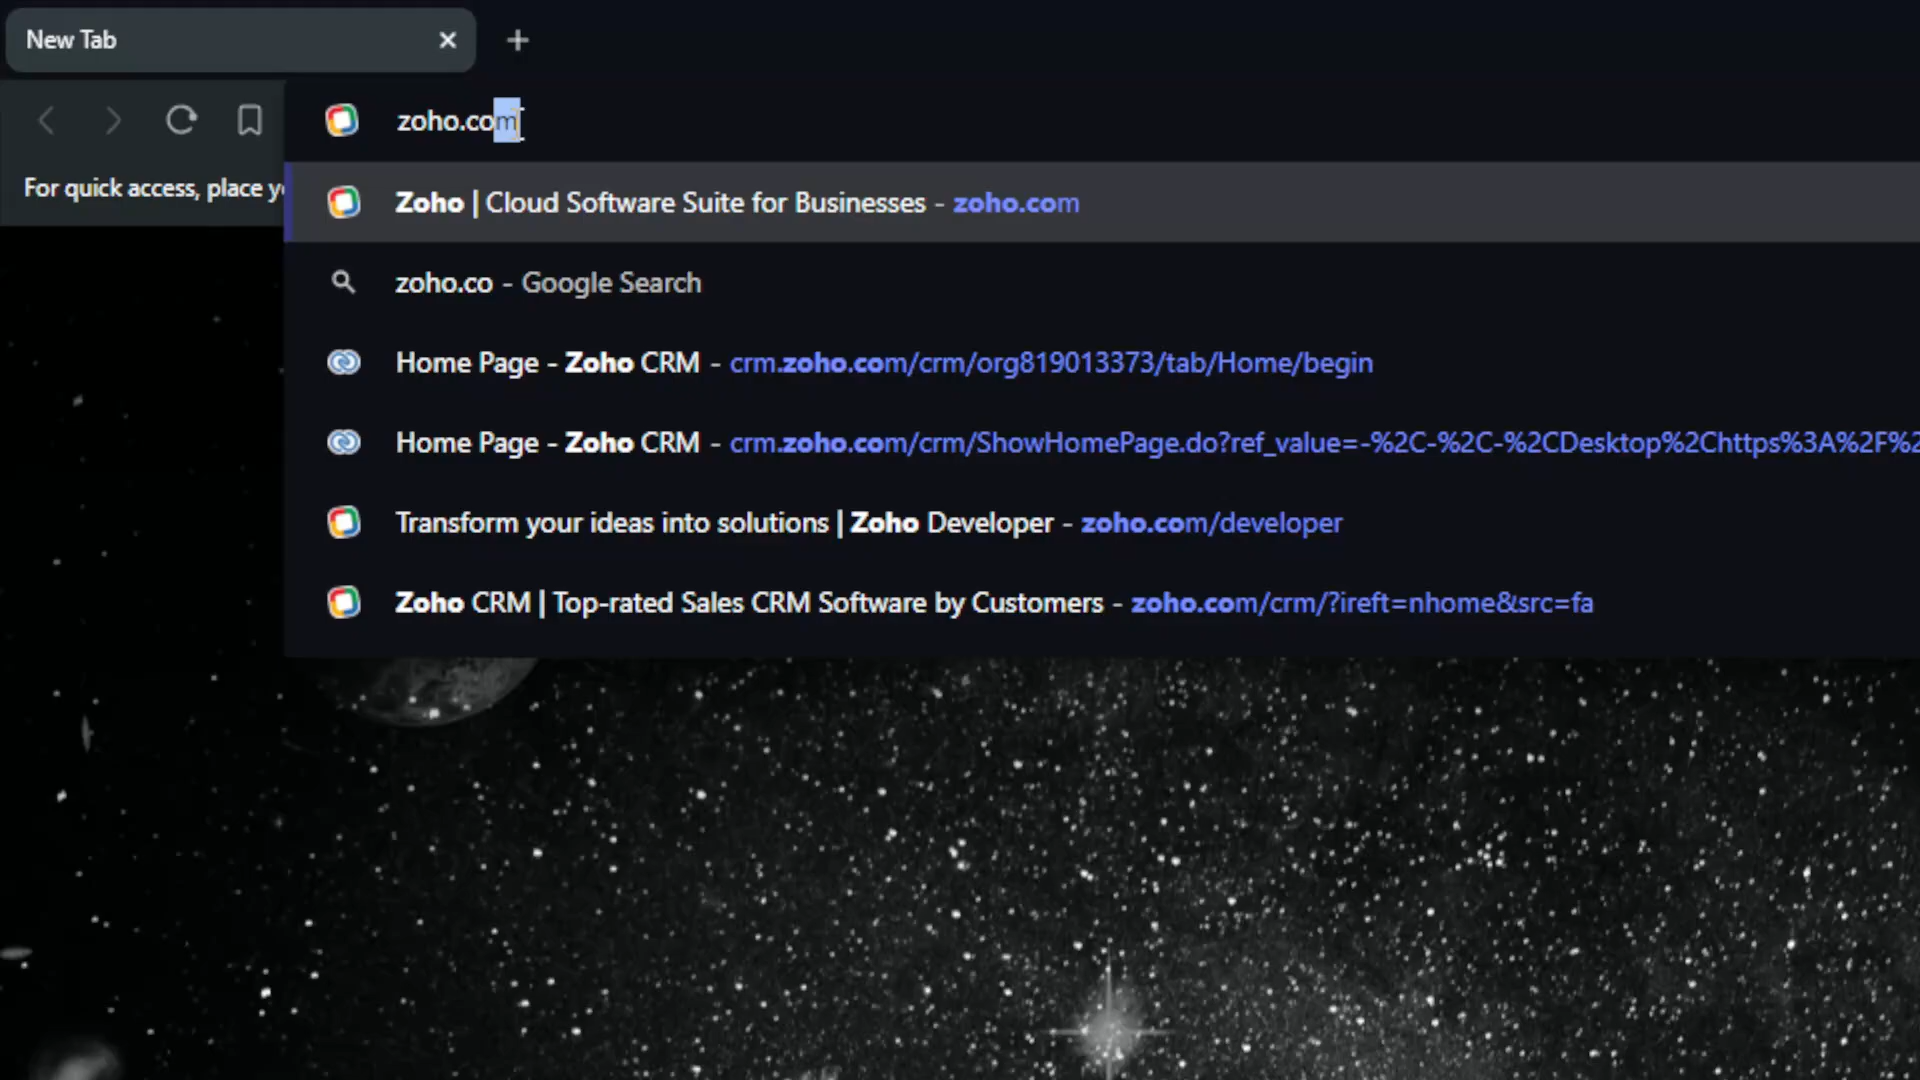 New Tab
zoho.com
For quick access, place
Zoho | Cloud Software Suite for Businesses - zoho.com
zoho.co - Google Search
Home Page - Zoho CRM - crm.zoho.com/crm/org819013373/tab/Home/begin
Home Page - Zoho CRM - crm.zoho.com/crm/ShowHomePage.do?ref_value=-%2C-%2C-%2CDesktop%2Chttps%3A%2F%2
Transform your ideas into solutions | Zoho Developer - zoho.com/developer
Zoho CRM | Top-rated Sales CRM Software by Customers - zoho.com/crm/?ireft=nhome&src=fa